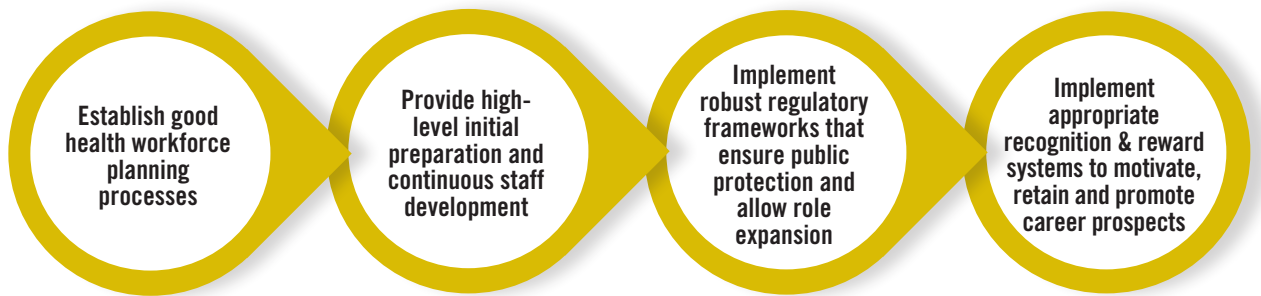 Establish good
health workforce
planning
processes
Provide high-
level initial
preparation and
continuous staff
development
Implement
robust regulatory
frameworks that
ensure public
protection and
allow role
expansion
Implement
appropriate
recognition & reward
systems to motivate,
retain and promote
career prospects